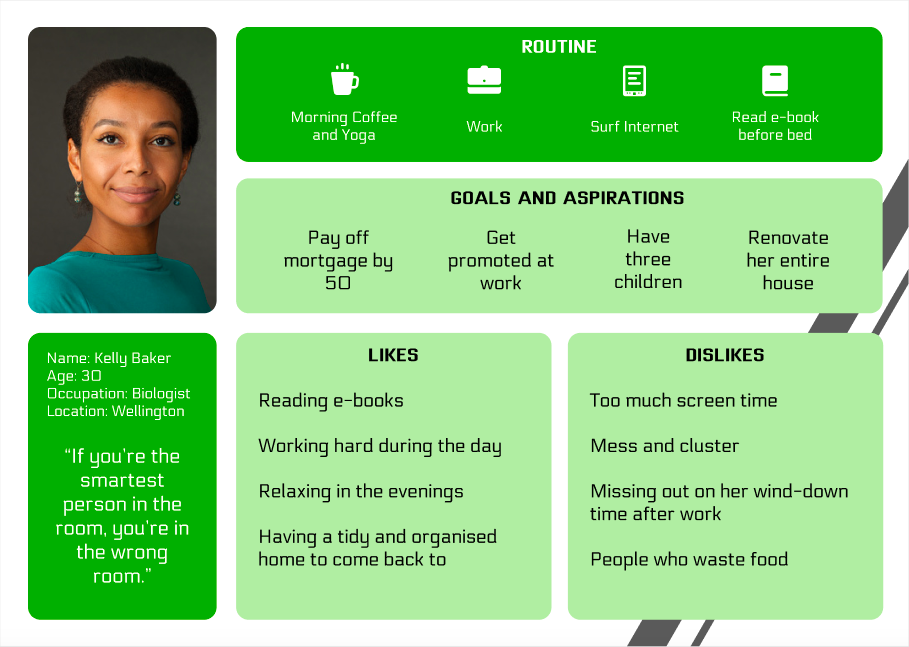 ROUTINE
Morning Coffee
and Yoga
Work
Surf Internet
Read e-book
before bed
GOALS AND ASPIRATIONS
Pay off
mortgage by
50
Get
promoted at
work
Have
three
children
Renovate
her entire
house
Name: Kelly Baker
Age: 30
Occupation: Biologist
Location: Wellington
“If you’re the
smartest
person in the
room, you’re in
the wrong
room.”
LIKES
Reading e-books
Working hard during the day
Relaxing in the evenings
Having a tidy and organised
home to come back to
DISLIKES
Too much screen time
Mess and cluster
Missing out on her wind-down
time after work
People who waste food